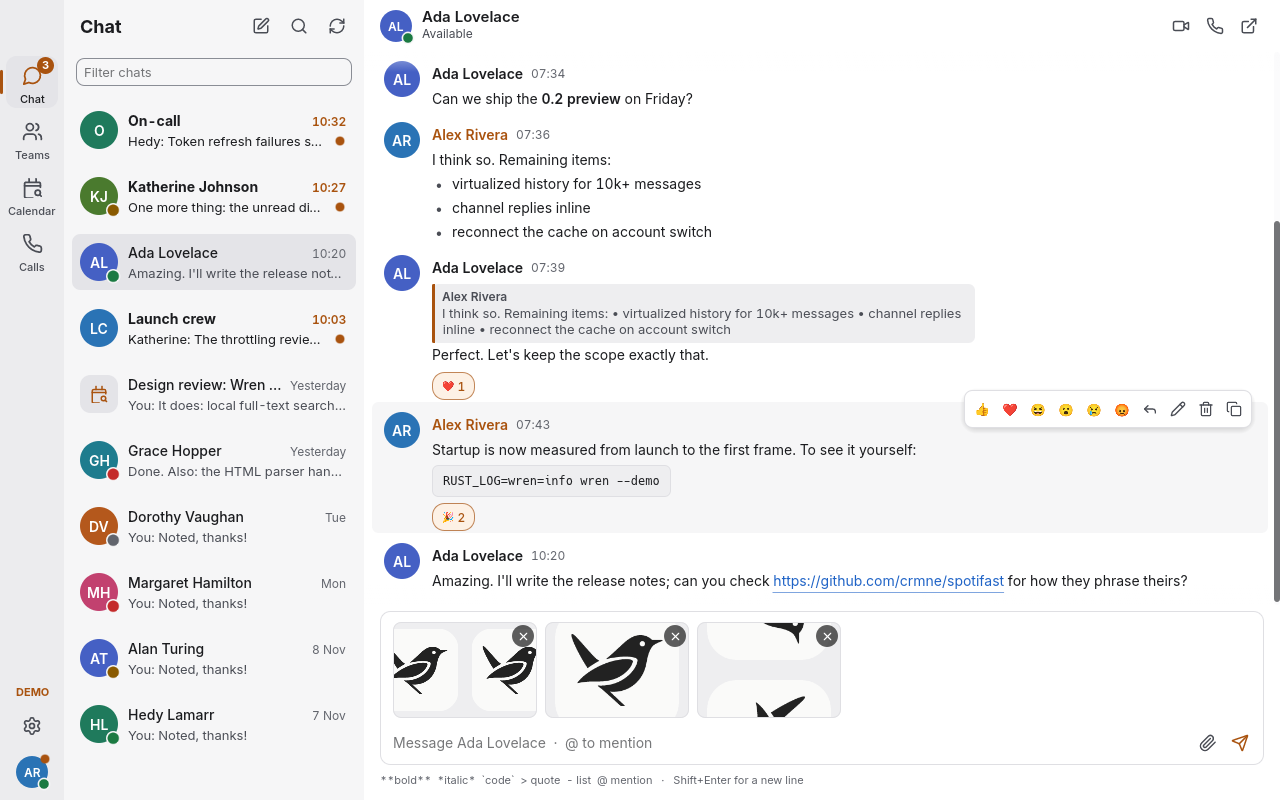 3
Chat
Teams
Calendar
Calls
DEMO
AR
Chat
Filter chats
O
On-call
10:32
Hedy: Token refresh failures s...
KJ
Katherine Johnson
10:27
One more thing: the unread di...
AL
Ada Lovelace
10:20
Amazing. I'll write the release not...
LC
Launch crew
10:03
Katherine: The throttling revie...
Design review: Wren ...
Yesterday
You: It does: local full-text search...
GH
Grace Hopper
Yesterday
Done. Also: the HTML parser han...
DV
Dorothy Vaughan
Tue
You: Noted, thanks!
MH
Margaret Hamilton
Mon
You: Noted, thanks!
AT
Alan Turing
8 Nov
You: Noted, thanks!
HL
Hedy Lamarr
7 Nov
You: Noted, thanks!
AL
Ada Lovelace
Available
AL
Ada Lovelace 07:34
Can we ship the 0.2 preview on Friday?
AR
Alex Rivera 07:36
I think so. Remaining items:
• virtualized history for 10k+ messages
• channel replies inline
• reconnect the cache on account switch
AL
Ada Lovelace 07:39
Alex Rivera
I think so. Remaining items: • virtualized history for 10k+ messages • channel replies
inline • reconnect the cache on account switch
Perfect. Let's keep the scope exactly that.
❤️ 1
AR
Alex Rivera 07:43
Startup is now measured from launch to the first frame. To see it yourself:
RUST_LOG=wren=info wren --demo
🎉 2
AL
Ada Lovelace 10:20
Amazing. I'll write the release notes; can you check https://github.com/crmne/spotifast for how they phrase theirs?
Message Ada Lovelace · @ to mention
**bold** *italic* `code` > quote - list @ mention · Shift+Enter for a new line